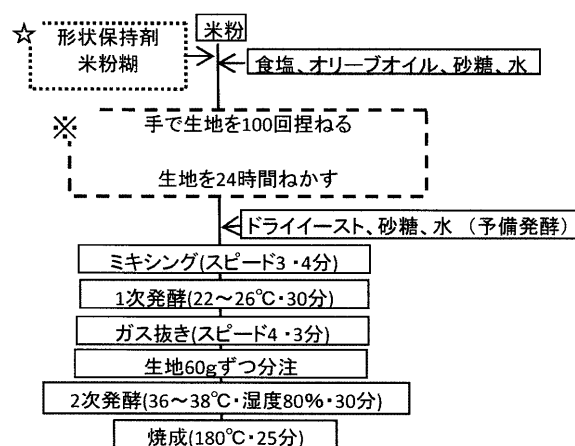 ☆
形状保持剤
米粉糊
米粉
食塩、オリーブオイル、砂糖、水
※
手で生地を100回捏ねる
生地を24時間ねかす
ドライイースト、砂糖、水 (予備発酵)
ミキシング(スピード3・4分)
1次発酵(22～26℃・30分)
ガス抜き(スピード4・3分)
生地60gずつ分注
2次発酵(36～38℃・湿度80%・30分)
焼成(180℃・25分)